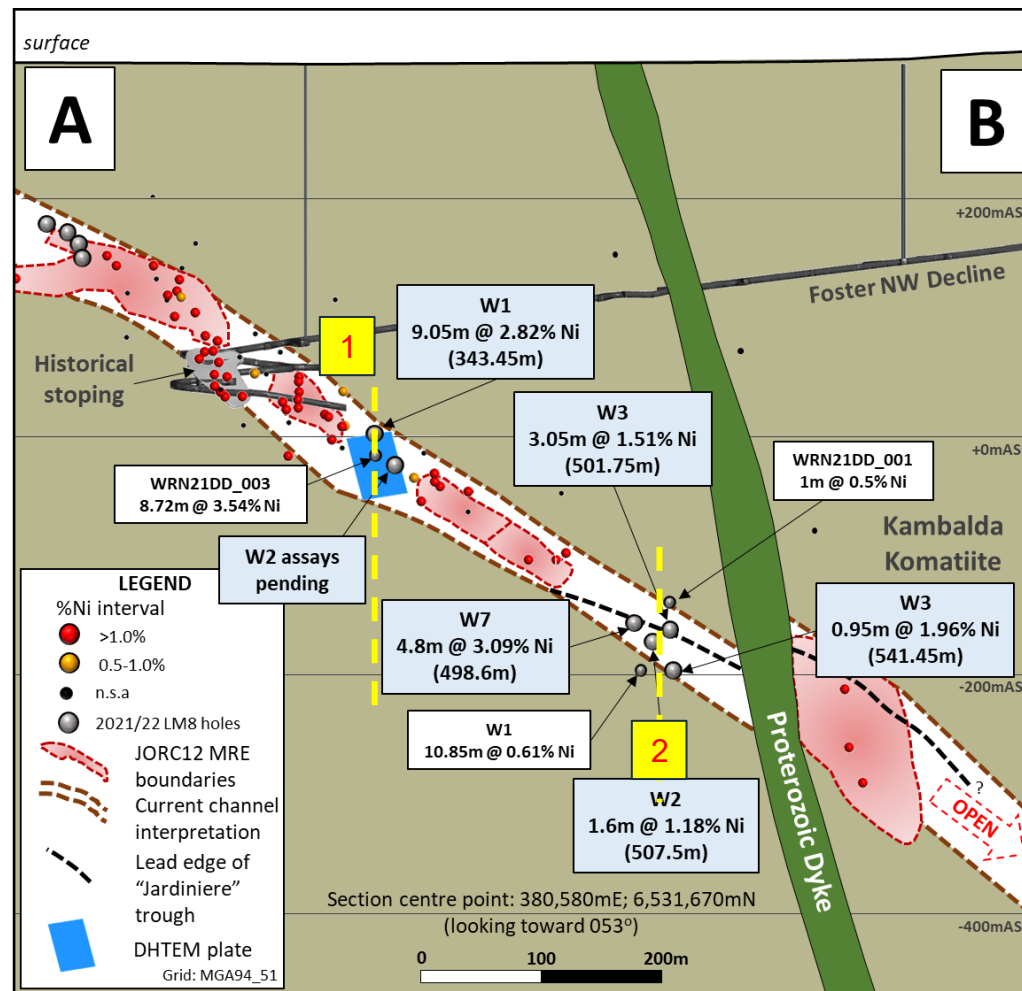 surface
A
B
+200mAS
Foster NW Decline
W1
9.05m @ 2.82% Ni
(343.45m)
1
Historical
stoping
W3
3.05m @ 1.51% Ni
(501.75m)
+0mAS
WRN21DD_003
8.72m @ 3.54% Ni
WRN21DD_001
1m @ 0.5% Ni
Kambalda
Komatiite
W2 assays
pending
W7
4.8m @ 3.09% Ni
(498.6m)
W3
0.95m @ 1.96% Ni
(541.45m)
-200mAS
W1
10.85m @ 0.61% Ni
2
W2
1.6m @ 1.18% Ni
(507.5m)
Proterozoic Dyke
?
OPEN
LEGEND
%Ni interval
>1.0%
0.5-1.0%
n.s.a
2021/22 LM8 holes
JORC12 MRE
boundaries
Current channel
interpretation
Lead edge of
“Jardiniere”
trough
DHTEM plate
Grid: MGA94_51
Section centre point: 380,580mE; 6,531,670mN
(looking toward 053°)
-400mAS
0
100
200m